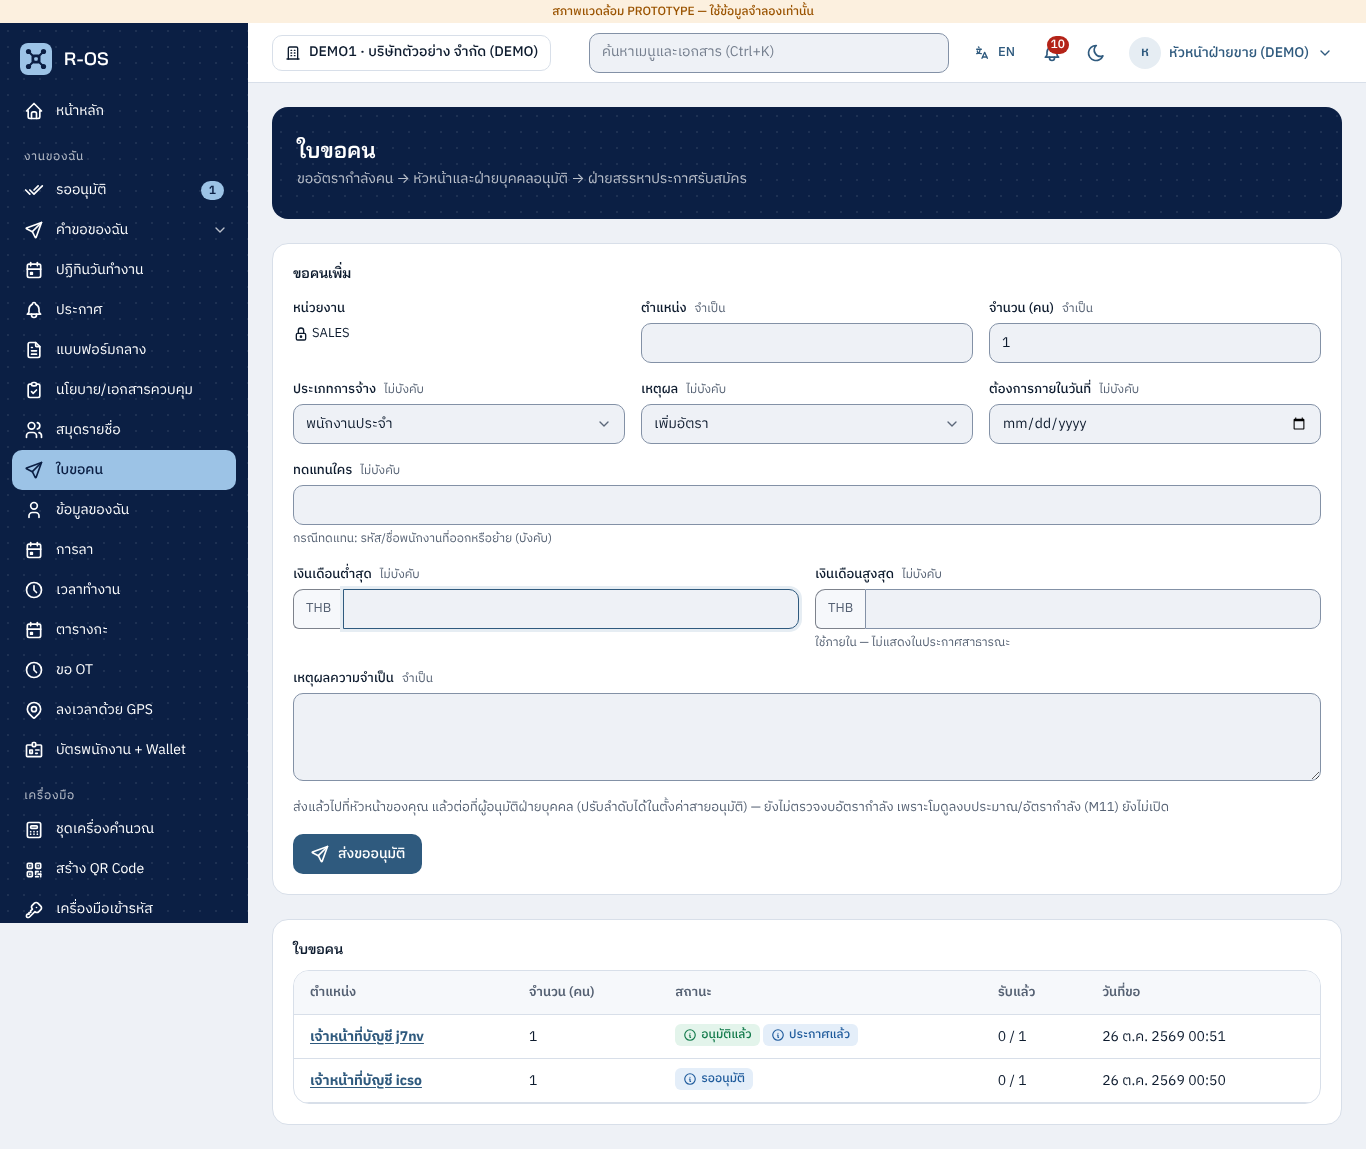 สภาพแวดล้อม PROTOTYPE — ใช้ข้อมูลจำลองเท่านั้น
R-OS
DEMO1 · บริษัทตัวอย่าง จำกัด (DEMO)
ค้นหาเมนูและเอกสาร (Ctrl+K)
EN
10
ห
หัวหน้าฝ่ายขาย (DEMO)
หน้าหลัก
งานของฉัน
รออนุมัติ
1
คำขอของฉัน
ปฏิทินวันทำงาน
ประกาศ
แบบฟอร์มกลาง
นโยบาย/เอกสารควบคุม
สมุดรายชื่อ
ใบขอคน
ข้อมูลของฉัน
การลา
เวลาทำงาน
ตารางกะ
ขอ OT
ลงเวลาด้วย GPS
บัตรพนักงาน + Wallet
เครื่องมือ
ชุดเครื่องคำนวณ
สร้าง QR Code
เครื่องมือเข้ารหัส
ใบขอคน
ขออัตรากำลังคน → หัวหน้าและฝ่ายบุคคลอนุมัติ → ฝ่ายสรรหาประกาศรับสมัคร
ขอคนเพิ่ม
หน่วยงาน
SALES
ตำแหน่ง จำเป็น
จำนวน (คน) จำเป็น
1
ประเภทการจ้าง ไม่บังคับ
พนักงานประจำ
เหตุผล ไม่บังคับ
เพิ่มอัตรา
ต้องการภายในวันที่ ไม่บังคับ
mm/dd/yyyy
ทดแทนใคร ไม่บังคับ
กรณีทดแทน: รหัส/ชื่อพนักงานที่ออกหรือย้าย (บังคับ)
เงินเดือนต่ำสุด ไม่บังคับ
THB
เงินเดือนสูงสุด ไม่บังคับ
THB
ใช้ภายใน — ไม่แสดงในประกาศสาธารณะ
เหตุผลความจำเป็น จำเป็น
ส่งแล้วไปที่หัวหน้าของคุณ แล้วต่อที่ผู้อนุมัติฝ่ายบุคคล (ปรับลำดับได้ในตั้งค่าสายอนุมัติ) — ยังไม่ตรวจงบอัตรากำลัง เพราะโมดูลงบประมาณ/อัตรากำลัง (M11) ยังไม่เปิด
ส่งขออนุมัติ
ใบขอคน
ตำแหน่ง จำนวน (คน) สถานะ รับแล้ว วันที่ขอ
เจ้าหน้าที่บัญชี j7nv 1 อนุมัติแล้ว ประกาศแล้ว 0 / 1 26 ต.ค. 2569 00:51
เจ้าหน้าที่บัญชี icso 1 รออนุมัติ 0 / 1 26 ต.ค. 2569 00:50